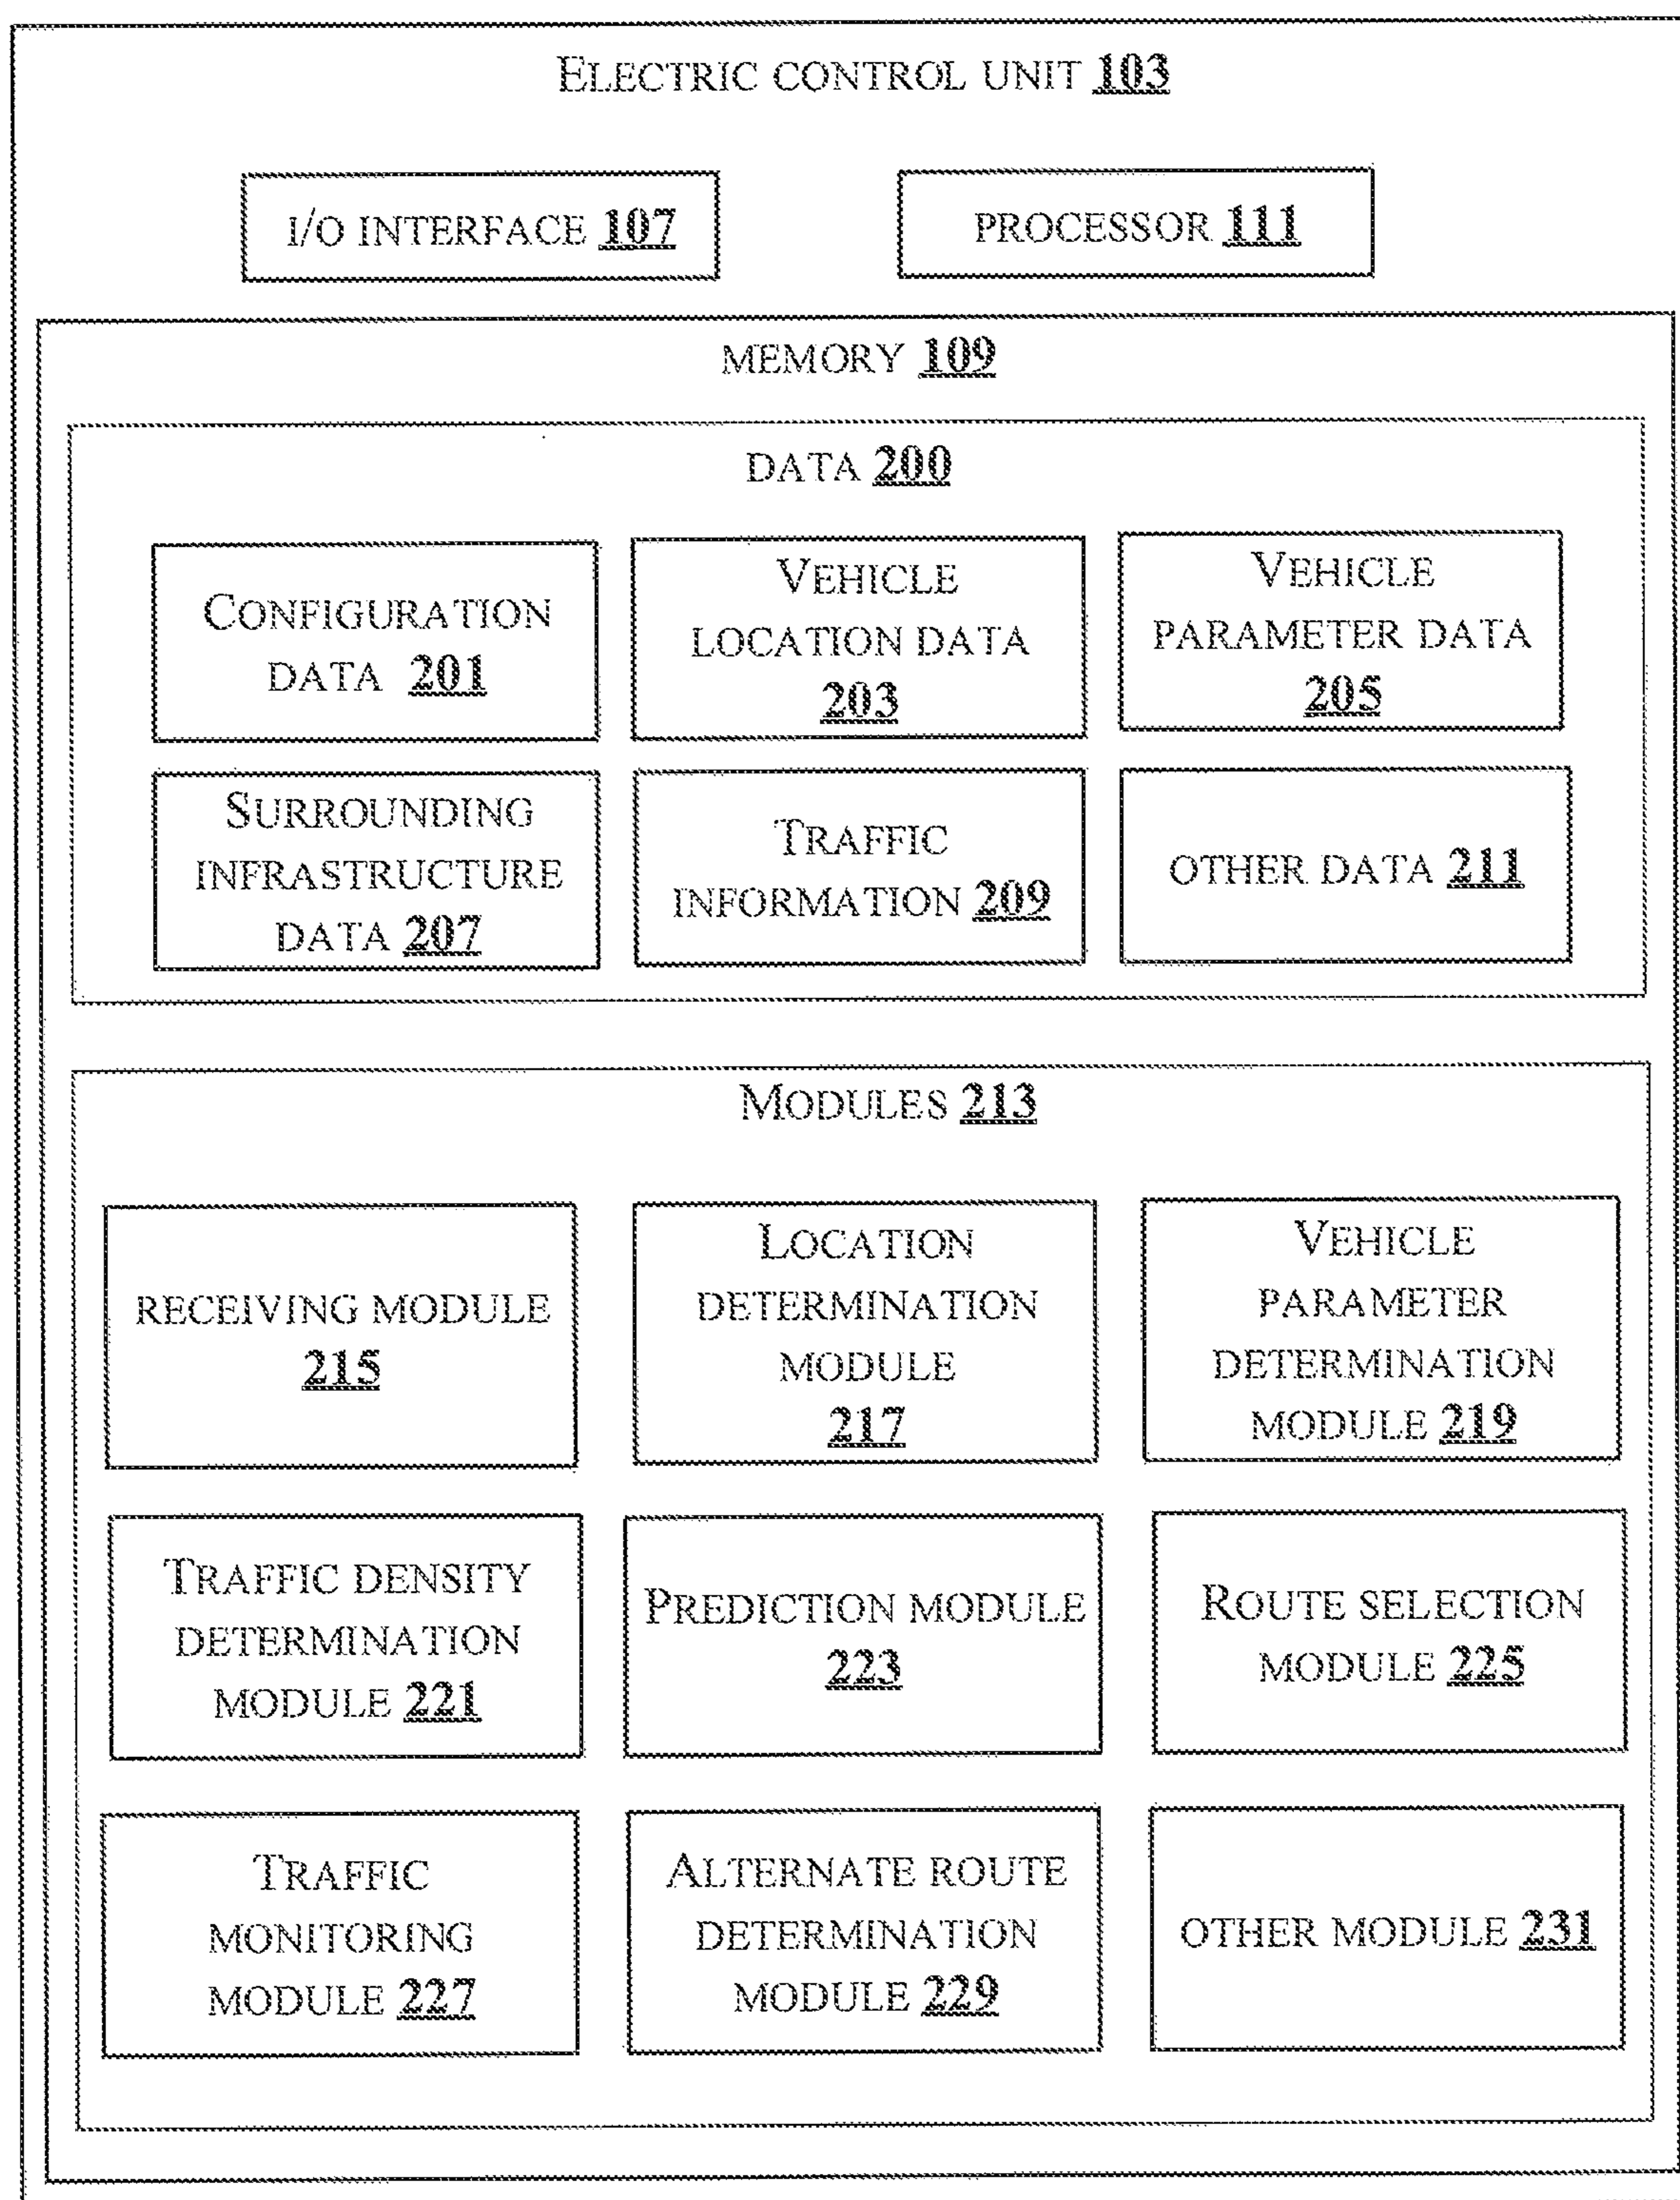 ELECTRIC CONTROL UNIT 103
I/O INTERFACE 107
PROCESSOR 111
MEMORY 109
DATA 200
CONFIGURATION
DATA 201
VEHICLE
LOCATION DATA
203
VEHICLE
PARAMETER DATA
205
SURROUNDING
INFRASTRUCTURE
DATA 207
TRAFFIC
INFORMATION 209
OTHER DATA 211
MODULES 213
RECEIVING MODULE
215
LOCATION
DETERMINATION
MODULE
217
VEHICLE
PARAMETER
DETERMINATION
MODULE 219
TRAFFIC DENSITY
DETERMINATION
MODULE 221
PREDICTION MODULE
223
ROUTE SELECTION
MODULE 225
TRAFFIC
MONITORING
MODULE 227
ALTERNATE ROUTE
DETERMINATION
MODULE 229
OTHER MODULE 231